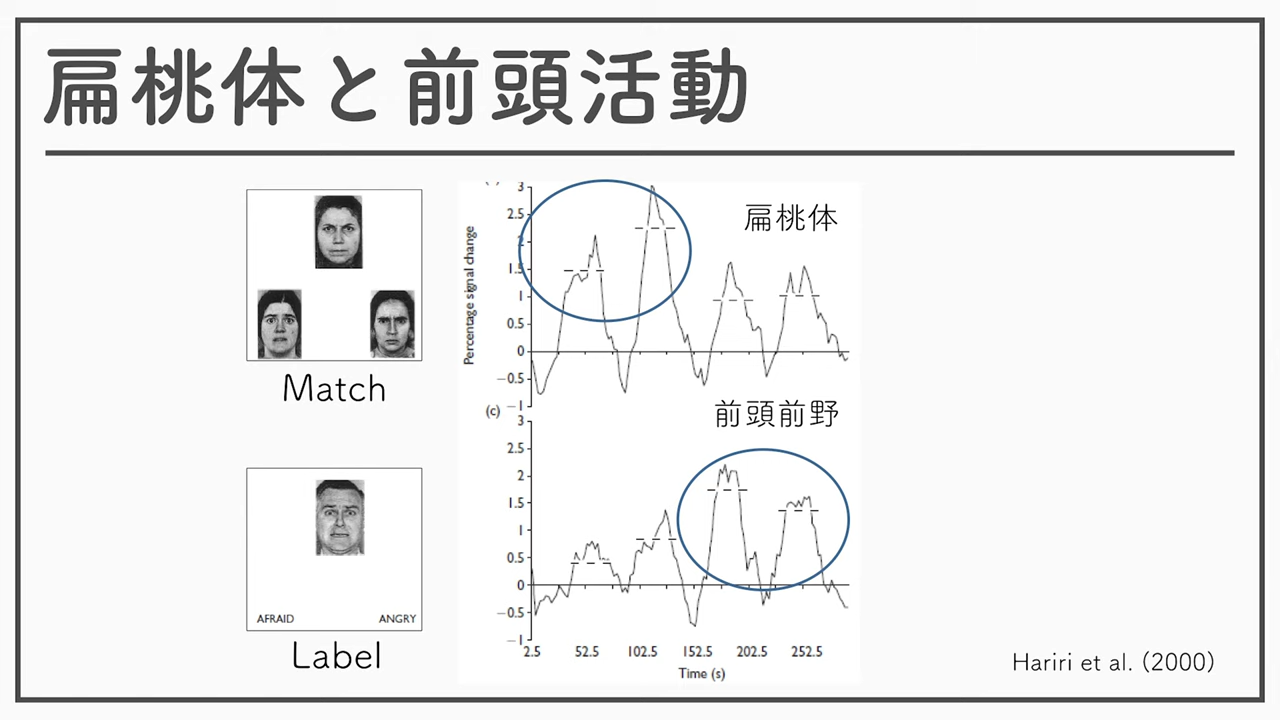 扁桃体と前頭活動
Match
AFRAID ANGRY
Label
Percentage signal change
3
2.5
2
1.5
1
0.5
0
−0.5
−1
扁桃体
(c)
前頭前野
3
2.5
2
1.5
1
0.5
0
−0.5
−1
2.5 52.5 102.5 152.5 202.5 252.5
Time (s)
Hariri et al. (2000)